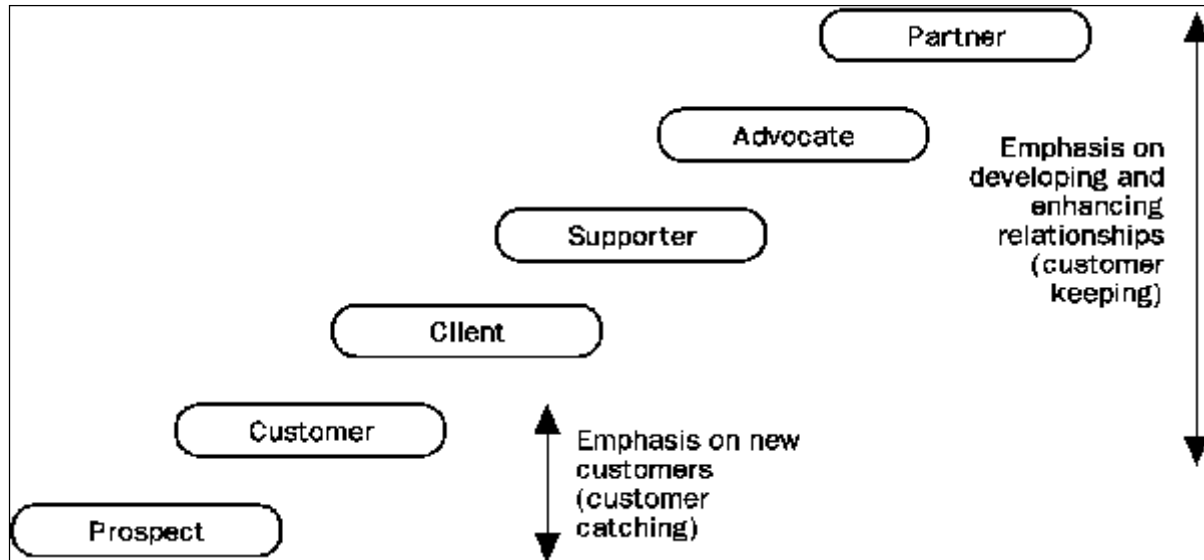 Partner
Advocate
Emphasis on
developing and
enhancing
relationships
(customer
keeping)
Supporter
Client
Customer
Emphasis on new
customers
(customer
catching)
Prospect